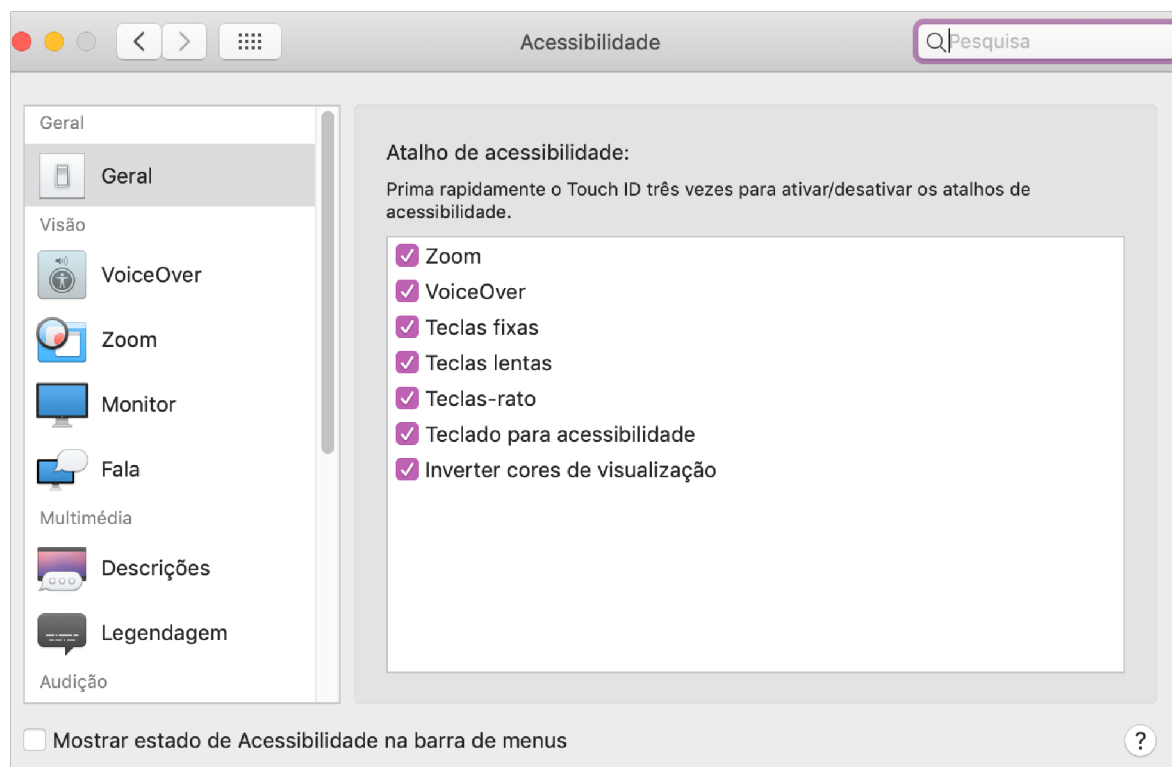 Acessibilidade
Pesquisa
Geral
Geral
Visão
VoiceOver
Zoom
Monitor
Fala
Multimédia
Descrições
Legendagem
Audição
Atalho de acessibilidade:
Prima rapidamente o Touch ID três vezes para ativar/desativar os atalhos de
acessibilidade.
Zoom
VoiceOver
Teclas fixas
Teclas lentas
Teclas-rato
Teclado para acessibilidade
Inverter cores de visualização
Mostrar estado de Acessibilidade na barra de menus
?